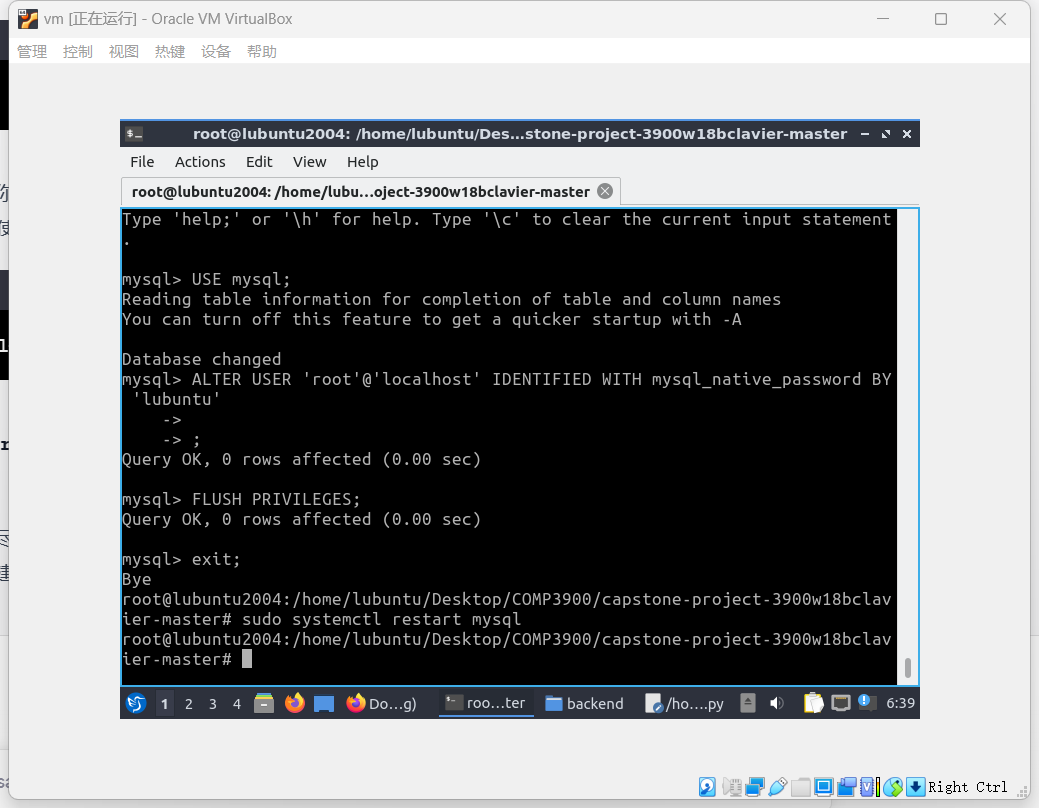 vm [正在运行] - Oracle VM VirtualBox
管理 控制 视图 热键 设备 帮助
root@lubuntu2004: /home/lubuntu/Des…stone-project-3900w18bclavier-master
File Actions Edit View Help
root@lubuntu2004: /home/lubu…oject-3900w18bclavier-master
Type 'help;' or '\h' for help. Type '\c' to clear the current input statement
.
mysql> USE mysql;
Reading table information for completion of table and column names
You can turn off this feature to get a quicker startup with -A
Database changed
mysql> ALTER USER 'root'@'localhost' IDENTIFIED WITH mysql_native_password BY
'lubuntu'
->
-> ;
Query OK, 0 rows affected (0.00 sec)
mysql> FLUSH PRIVILEGES;
Query OK, 0 rows affected (0.00 sec)
mysql> exit;
Bye
root@lubuntu2004:/home/lubuntu/Desktop/COMP3900/capstone-project-3900w18bclav
ier-master# sudo systemctl restart mysql
root@lubuntu2004:/home/lubuntu/Desktop/COMP3900/capstone-project-3900w18bclav
ier-master#
1 2 3 4 Do…g) roo…ter backend /ho….py 6:39
Right Ctrl